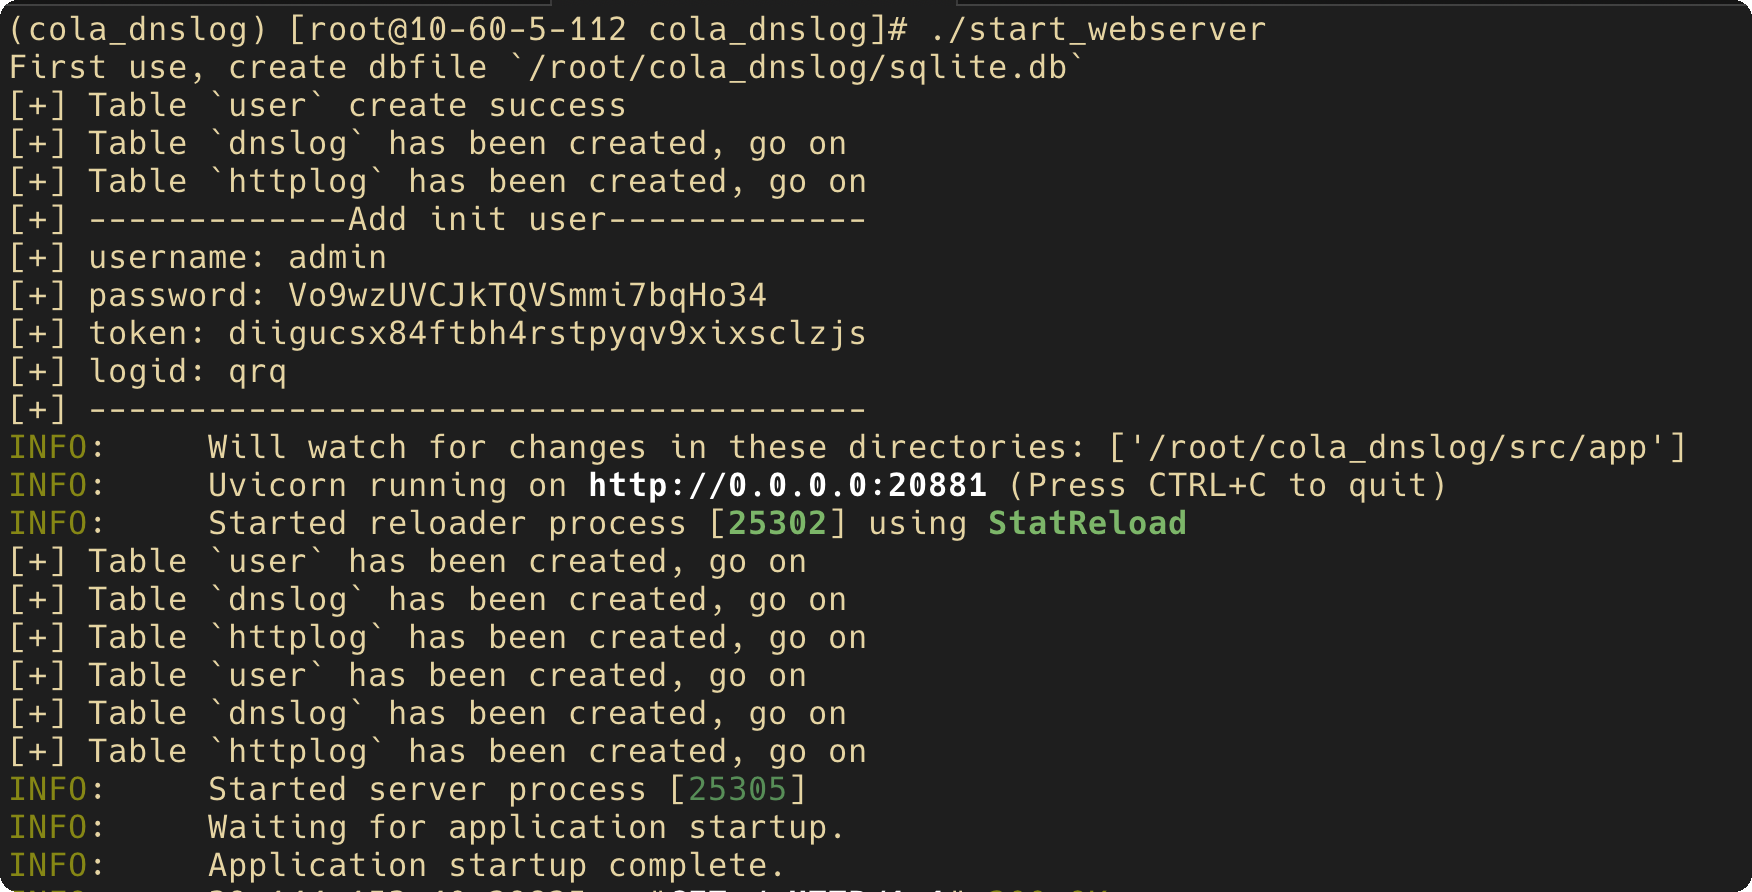 (cola_dnslog) [root@10-60-5-112 cola_dnslog]# ./start_webserver
First use, create dbfile `/root/cola_dnslog/sqlite.db`
[+] Table `user` create success
[+] Table `dnslog` has been created, go on
[+] Table `httplog` has been created, go on
[+] -------------Add init user-------------
[+] username: admin
[+] password: Vo9wzUVCJkTQVSmmi7bqHo34
[+] token: diigucsx84ftbh4rstpyqv9xixsclzjs
[+] logid: qrq
[+] ---------------------------------------
INFO:     Will watch for changes in these directories: ['/root/cola_dnslog/src/app']
INFO:     Uvicorn running on http://0.0.0.0:20881 (Press CTRL+C to quit)
INFO:     Started reloader process [25302] using StatReload
[+] Table `user` has been created, go on
[+] Table `dnslog` has been created, go on
[+] Table `httplog` has been created, go on
[+] Table `user` has been created, go on
[+] Table `dnslog` has been created, go on
[+] Table `httplog` has been created, go on
INFO:     Started server process [25305]
INFO:     Waiting for application startup.
INFO:     Application startup complete.